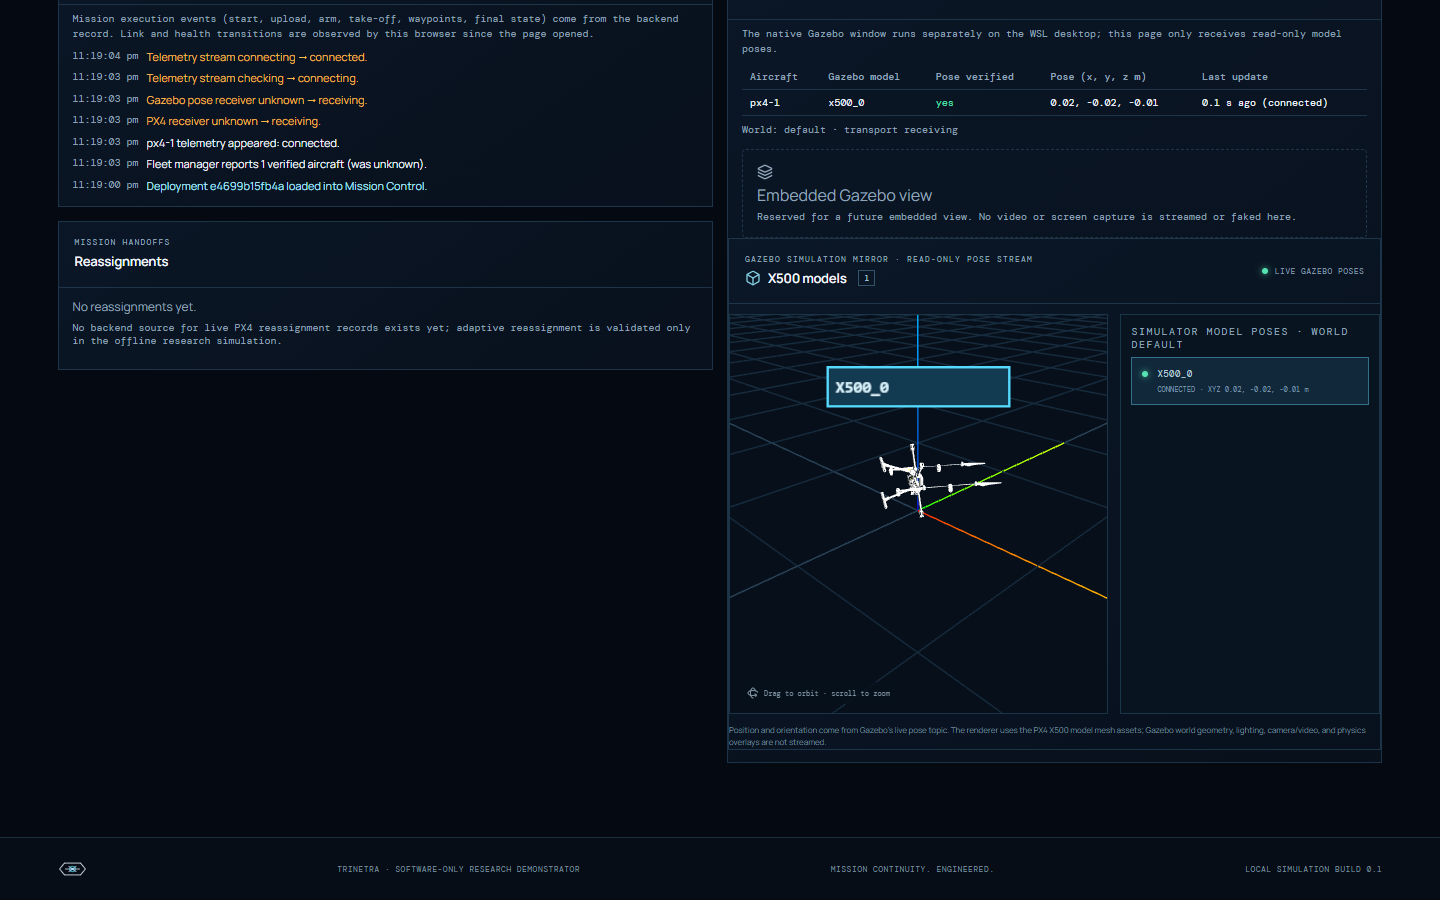 Mission execution events (start, upload, arm, take-off, waypoints, final state) come from the backend
record. Link and health transitions are observed by this browser since the page opened.
11:19:04 pm Telemetry stream connecting → connected.
11:19:03 pm Telemetry stream checking → connecting.
11:19:03 pm Gazebo pose receiver unknown → receiving.
11:19:03 pm PX4 receiver unknown → receiving.
11:19:03 pm px4-1 telemetry appeared: connected.
11:19:03 pm Fleet manager reports 1 verified aircraft (was unknown).
11:19:00 pm Deployment e4699b15fb4a loaded into Mission Control.
MISSION HANDOFFS
Reassignments
No reassignments yet.
No backend source for live PX4 reassignment records exists yet; adaptive reassignment is validated only
in the offline research simulation.
The native Gazebo window runs separately on the WSL desktop; this page only receives read-only model
poses.
Aircraft Gazebo model Pose verified Pose (x, y, z m) Last update
px4-1 x500_0 yes 0.02, -0.02, -0.01 0.1 s ago (connected)
World: default · transport receiving
Embedded Gazebo view
Reserved for a future embedded view. No video or screen capture is streamed or faked here.
GAZEBO SIMULATION MIRROR · READ-ONLY POSE STREAM
X500 models 1
LIVE GAZEBO POSES
X500_0
Drag to orbit · scroll to zoom
SIMULATOR MODEL POSES · WORLD
DEFAULT
X500_0
CONNECTED · XYZ 0.02, -0.02, -0.01 m
Position and orientation come from Gazebo's live pose topic. The renderer uses the PX4 X500 model mesh assets; Gazebo world geometry, lighting, camera/video, and physics
overlays are not streamed.
TRINETRA · SOFTWARE-ONLY RESEARCH DEMONSTRATOR
MISSION CONTINUITY. ENGINEERED.
LOCAL SIMULATION BUILD 0.1